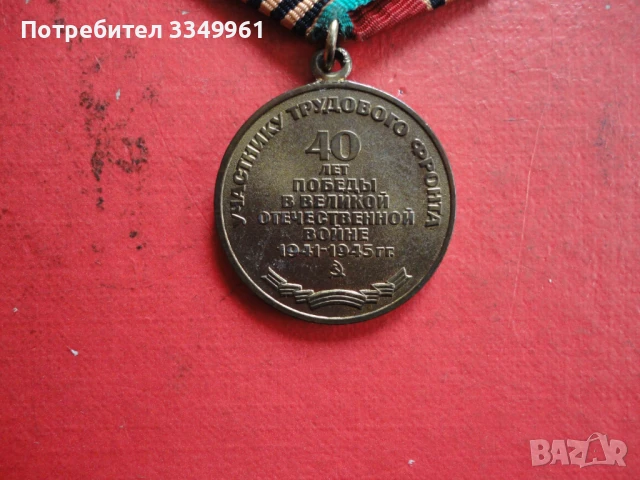 Потребител 3349961
УЧАСТНИКУ ТРУДОВОГО ФРОНТА
40
ЛЕТ
ПОБЕДЫ
В ВЕЛИКОЙ
ОТЕЧЕСТВЕННОЙ
ВОЙНЕ
1941-1945 ГГ.
BAZAR